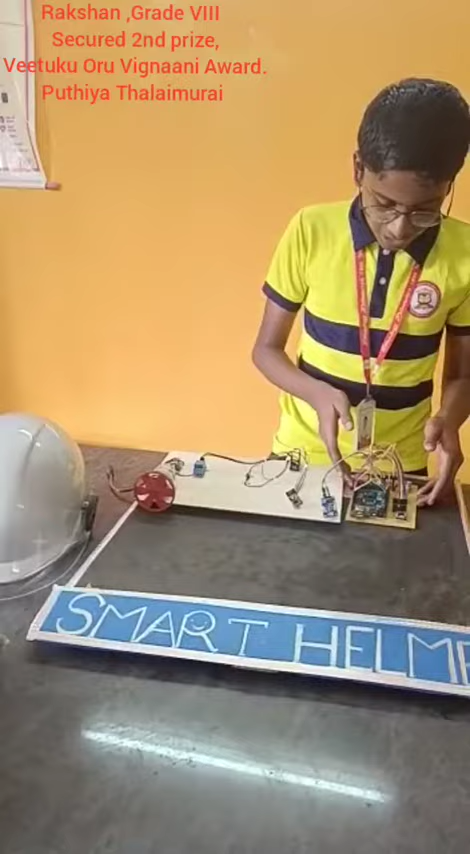 Rakshan ,Grade VIII
Secured 2nd prize,
Veetuku Oru Vignaani Award.
Puthiya Thalaimurai
SMART HELME